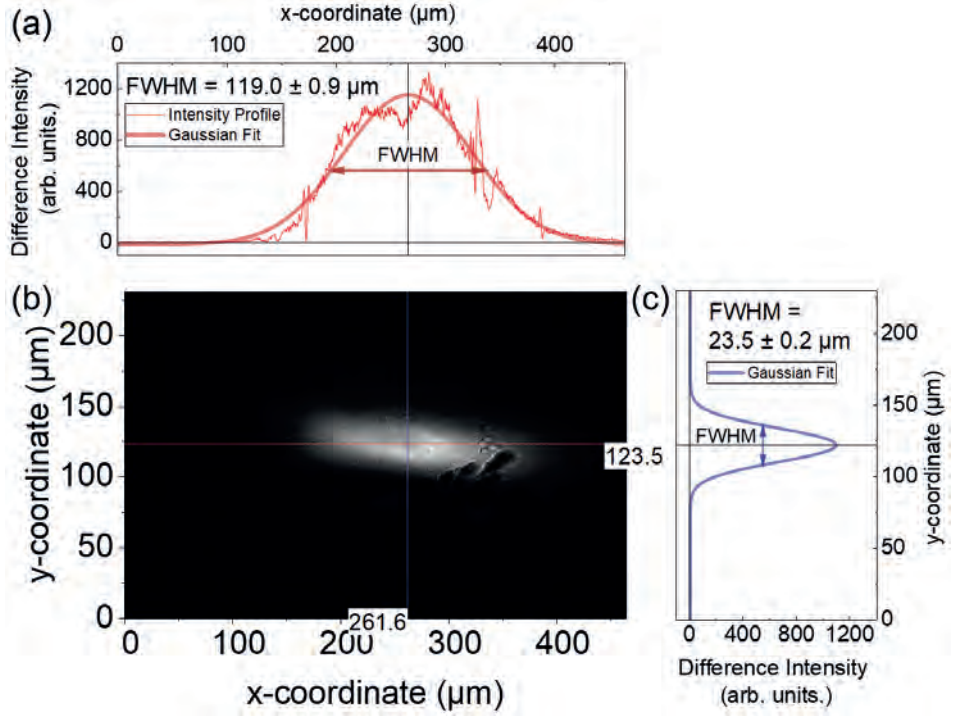 (a)
x-coordinate (μm)
0 100 200 300 400
FWHM = 119.0 ± 0.9 μm
Intensity Profile
Gaussian Fit
FWHM
1200
800
400
0
Difference Intensity
(arb. units.)
(b)
y-coordinate (μm)
200
150
100
50
0
123.5
261.6
0 100 200 300 400
x-coordinate (μm)
(c)
FWHM =
23.5 ± 0.2 μm
Gaussian Fit
FWHM
200
150
100
50
0
y-coordinate (μm)
0 400 800 1200
Difference Intensity
(arb. units.)